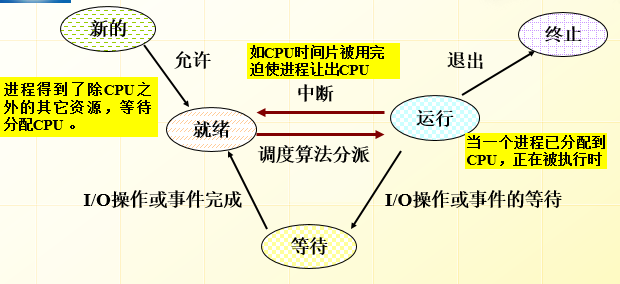 新的
终止
允许
如CPU时间片被用完
迫使进程让出CPU
退出
进程得到了除CPU之
外的其它资源，等待
分配CPU 。
中断
就绪
运行
调度算法分派
当一个进程已分配到
CPU，正在被执行时
I/O操作或事件完成
I/O操作或事件的等待
等待